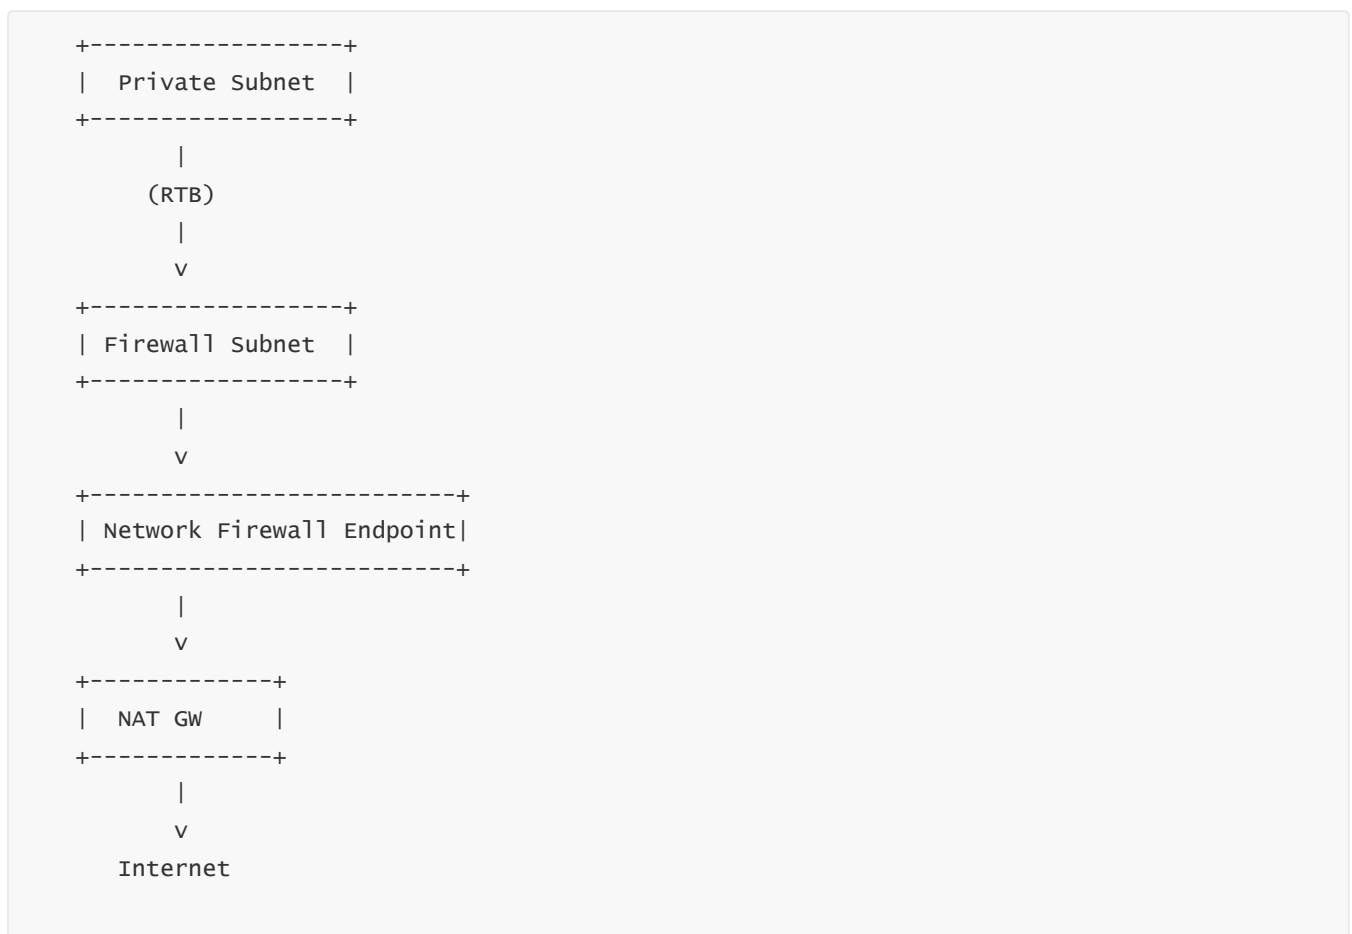 +------------------+
|  Private Subnet  |
+------------------+
       |
     (RTB)
       |
       v
+------------------+
| Firewall Subnet  |
+------------------+
       |
       v
+--------------------------+
| Network Firewall Endpoint|
+--------------------------+
       |
       v
+-------------+
|  NAT GW     |
+-------------+
       |
       v
   Internet